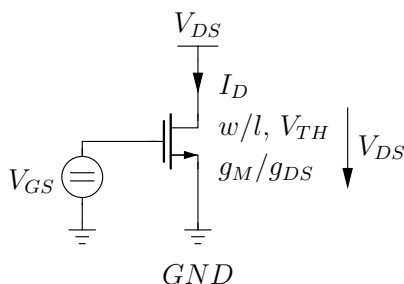 $V_{DS}$
$I_D$
$w/l$, $V_{TH}$
$V_{DS}$
$g_M/g_{DS}$
$V_{GS}$
$GND$